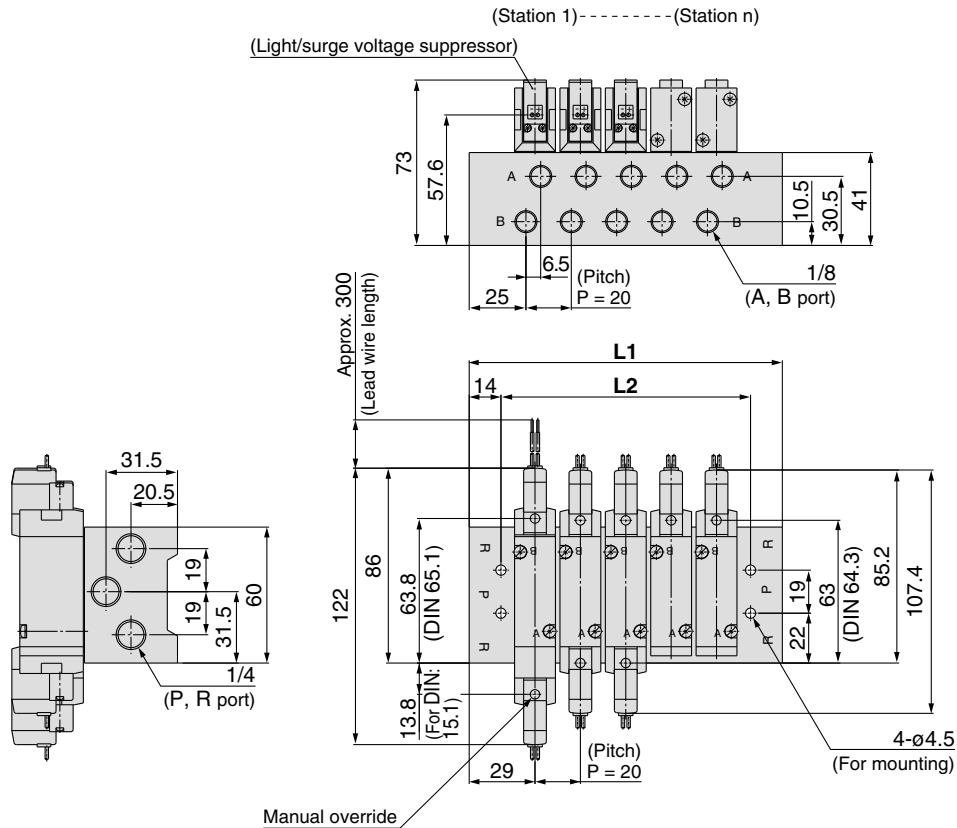 (Station 1)
(Station n)
(Light/surge voltage suppressor)
73
57.6
A
A
B
B
10.5
30.5
41
6.5
25
(Pitch)
P = 20
1/8
(A, B port)
Approx. 300
(Lead wire length)
L1
14
L2
31.5
20.5
19
19
31.5
60
1/4
(P, R port)
122
86
63.8
(DIN 65.1)
13.8
(For DIN:
15.1)
R
P
R
B
B
B
B
B
A
A
A
A
A
R
P
R
19
22
63
(DIN 64.3)
85.2
107.4
29
(Pitch)
P = 20
4-ø4.5
(For mounting)
Manual override